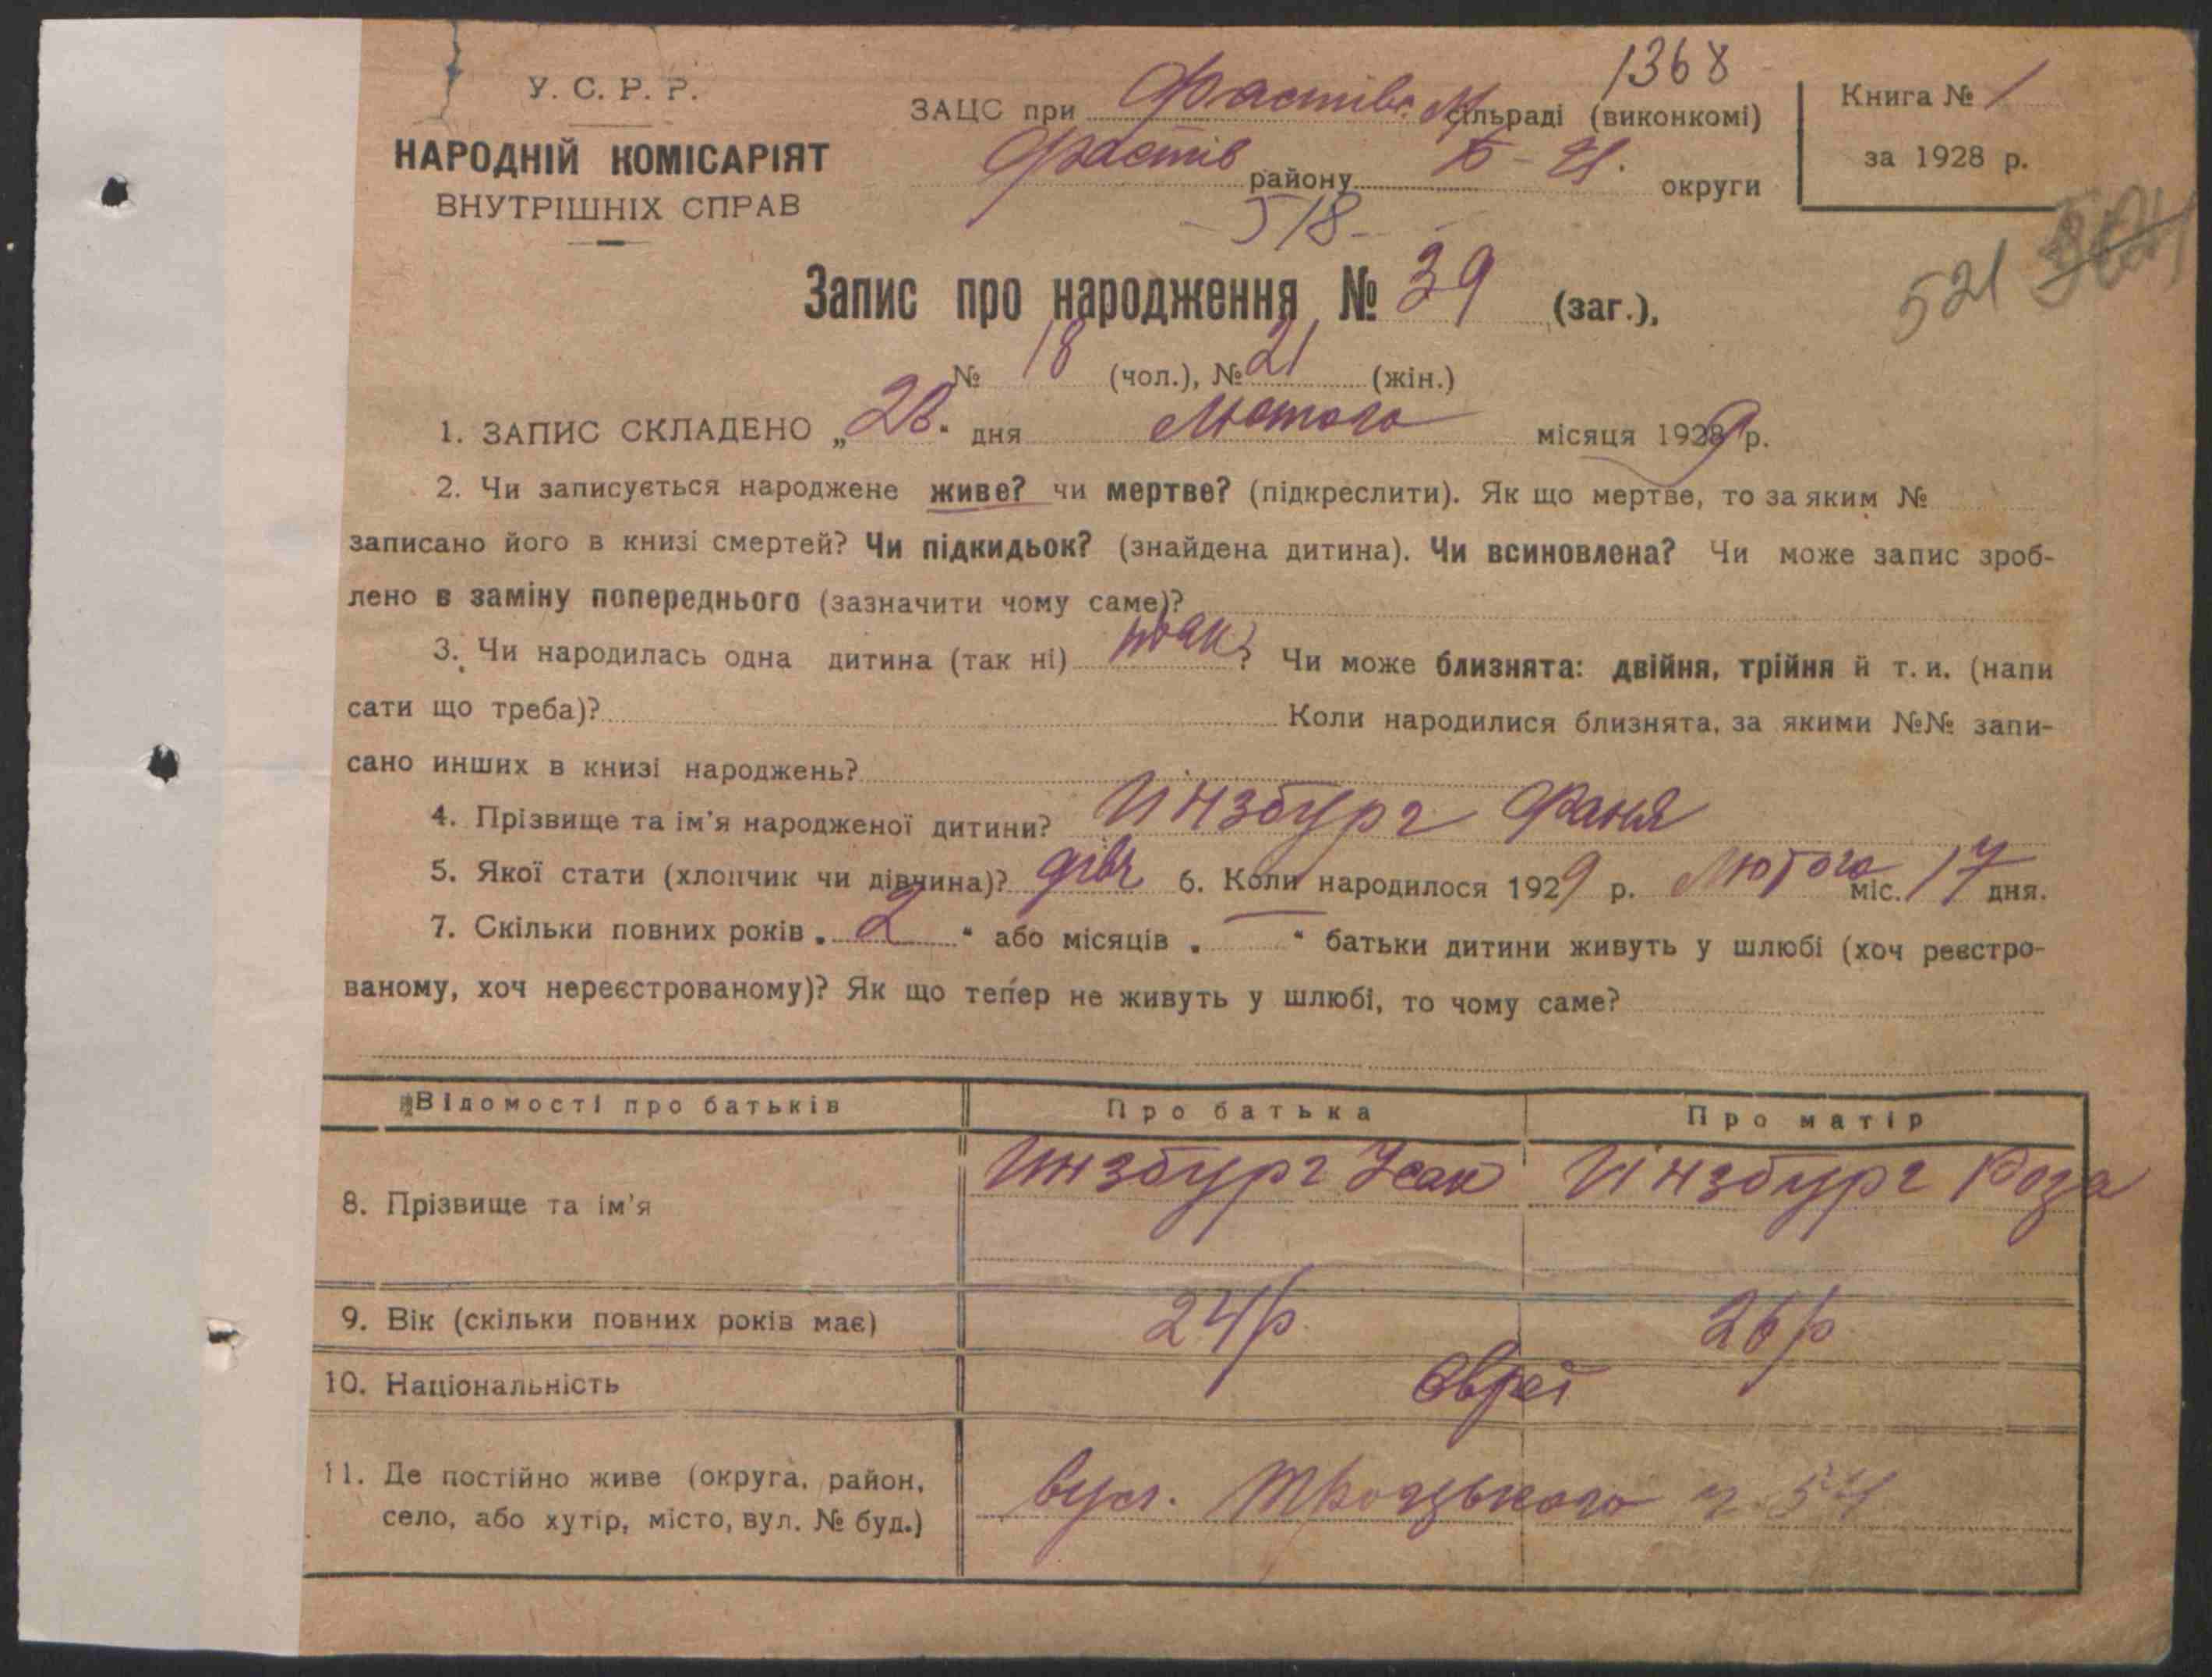 У. С. Р. Р.
НАРОДНІЙ КОМІСАРІЯТ
ВНУТРІШНІХ СПРАВ
1368
ЗАЦС при Фастівс. М сільраді (виконкомі)
Фастів району Б-Ц. округи
Книга № 1
за 1928 р.
- 518 -
521
Запис про народження № 39 (заг.),
№ 18 (чол.), № 21 (жін.)
1. ЗАПИС СКЛАДЕНО „28" дня Лютого місяця 1929 р.
2. Чи записується народжене живе? чи мертве? (підкреслити). Як що мертве, то за яким №
записано його в книзі смертей? Чи підкидьок? (знайдена дитина). Чи всиновлена? Чи може запис зроб-
лено в заміну попереднього (зазначити чому саме)?
3. Чи народилась одна дитина (так ні) так ? Чи може близнята: двійня, трійня й т. и. (напи
сати що треба)? Коли народилися близнята, за якими №№ запи-
сано инших в книзі народжень?
4. Прізвище та ім'я народженої дитини? Инзбург Фаня
5. Якої стати (хлопчик чи дівчина)? дівч 6. Коли народилося 1929 р. Лютого міс. 17 дня.
7. Скільки повних років „ 2 " або місяців „ — " батьки дитини живуть у шлюбі (хоч реєстро-
ваному, хоч нереєстрованому)? Як що тепер не живуть у шлюбі, то чому саме?
Відомості про батьків Про батька Про матір
8. Прізвище та ім'я Инзбург Исак Инзбург Роза
9. Вік (скільки повних років має) 24 р. 26 р.
10. Національність Євреї
11. Де постійно живе (округа, район,
село, або хутір, місто, вул. № буд.) вул. Троцького ч. 54